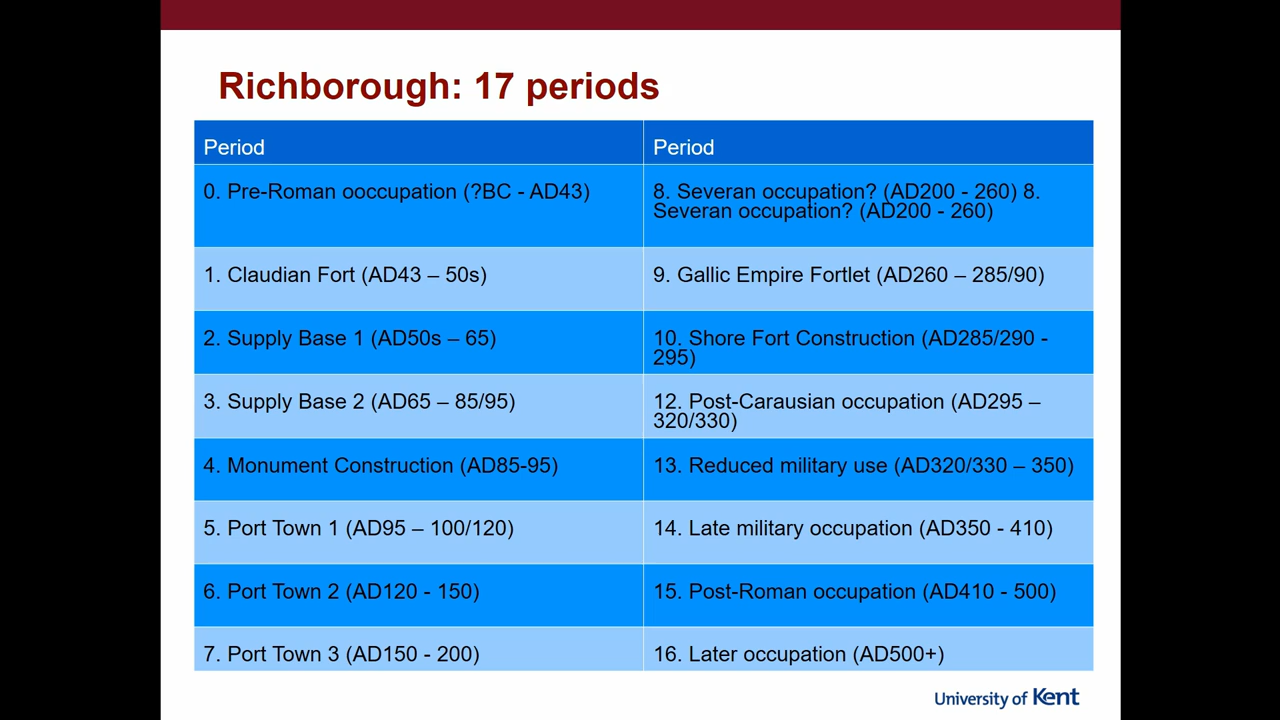 Richborough: 17 periods
Period
Period
0. Pre-Roman ooccupation (?BC - AD43)
8. Severan occupation? (AD200 - 260) 8.
Severan occupation? (AD200 - 260)
1. Claudian Fort (AD43 – 50s)
9. Gallic Empire Fortlet (AD260 – 285/90)
2. Supply Base 1 (AD50s – 65)
10. Shore Fort Construction (AD285/290 -
295)
3. Supply Base 2 (AD65 – 85/95)
12. Post-Carausian occupation (AD295 –
320/330)
4. Monument Construction (AD85-95)
13. Reduced military use (AD320/330 – 350)
5. Port Town 1 (AD95 – 100/120)
14. Late military occupation (AD350 - 410)
6. Port Town 2 (AD120 - 150)
15. Post-Roman occupation (AD410 - 500)
7. Port Town 3 (AD150 - 200)
16. Later occupation (AD500+)
University of Kent